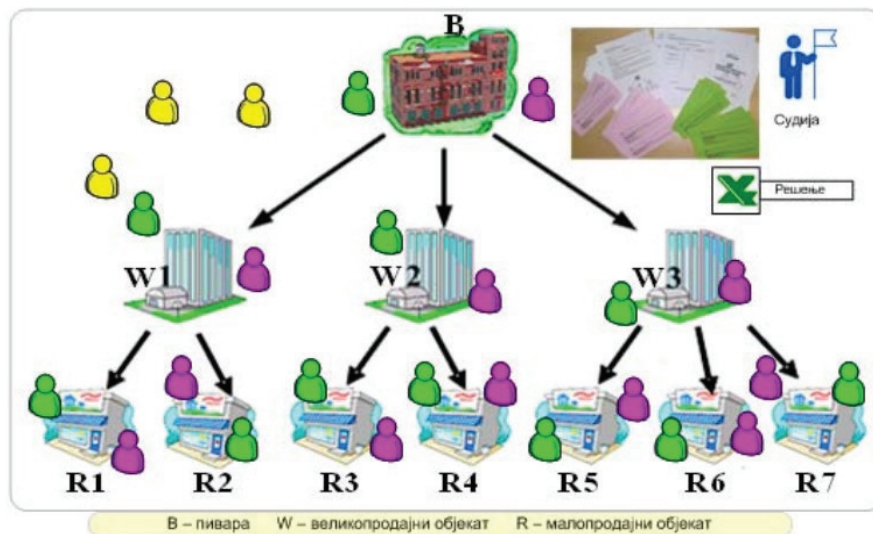 B
Судија
Решење
W1
W2
W3
R1
R2
R3
R4
R5
R6
R7
B – пивара W – великопродајни објекат R – малопродајни објекат